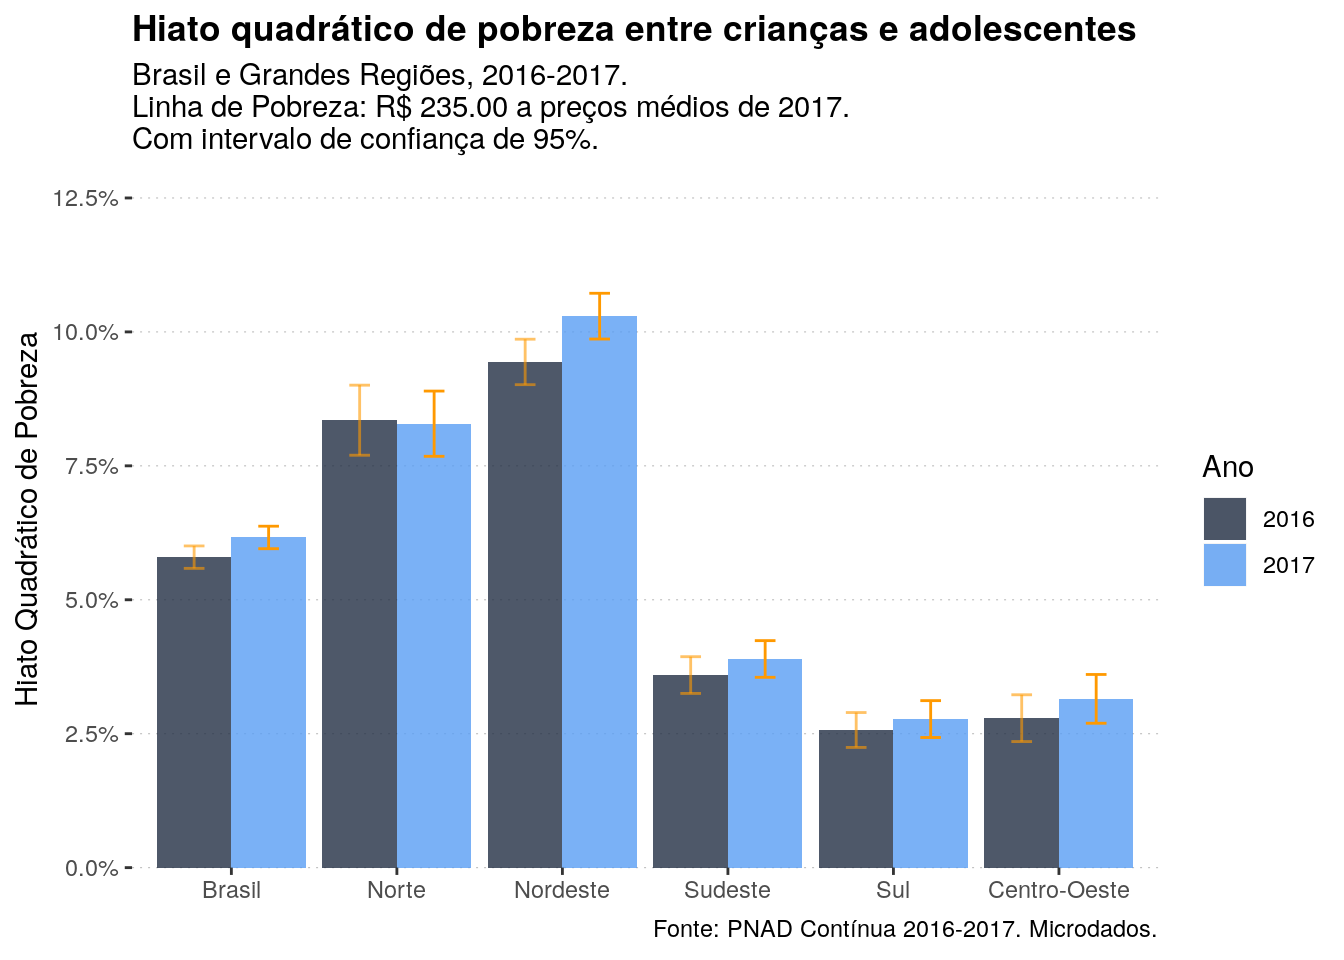 Hiato quadrático de pobreza entre crianças e adolescentes
Brasil e Grandes Regiões, 2016-2017.
Linha de Pobreza: R$ 235.00 a preços médios de 2017.
Com intervalo de confiança de 95%.
Hiato Quadrático de Pobreza
12.5%
10.0%
7.5%
5.0%
2.5%
0.0%
Brasil
Norte
Nordeste
Sudeste
Sul
Centro-Oeste
Ano
2016
2017
Fonte: PNAD Contínua 2016-2017. Microdados.